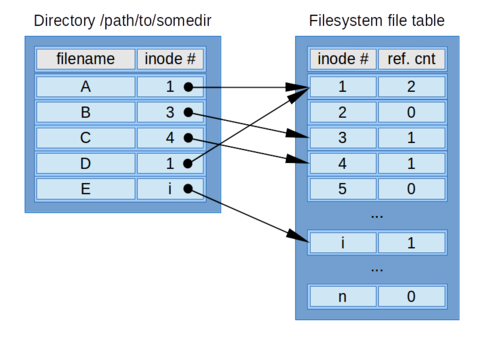 Directory /path/to/somedir
filename inode #
A 1
B 3
C 4
D 1
E i
Filesystem file table
inode # ref. cnt
1 2
2 0
3 1
4 1
5 0
...
i 1
...
n 0